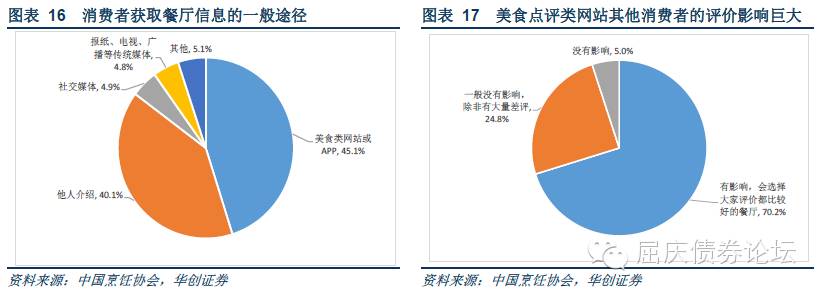 图表 16 消费者获取餐厅信息的一般途径
报纸、电视、广
播等传统媒体,
4.8%
其他, 5.1%
社交媒体, 4.9%
美食类网站或
APP, 45.1%
他人介绍, 40.1%
资料来源：中国烹饪协会，华创证券
图表 17 美食点评类网站其他消费者的评价影响巨大
没有影响, 5.0%
一般没有影响，
除非有大量差评,
24.8%
有影响，会选择
大家评价都比较
好的餐厅, 70.2%
资料来源：中国烹饪协会，华创证券
屈庆债券论坛